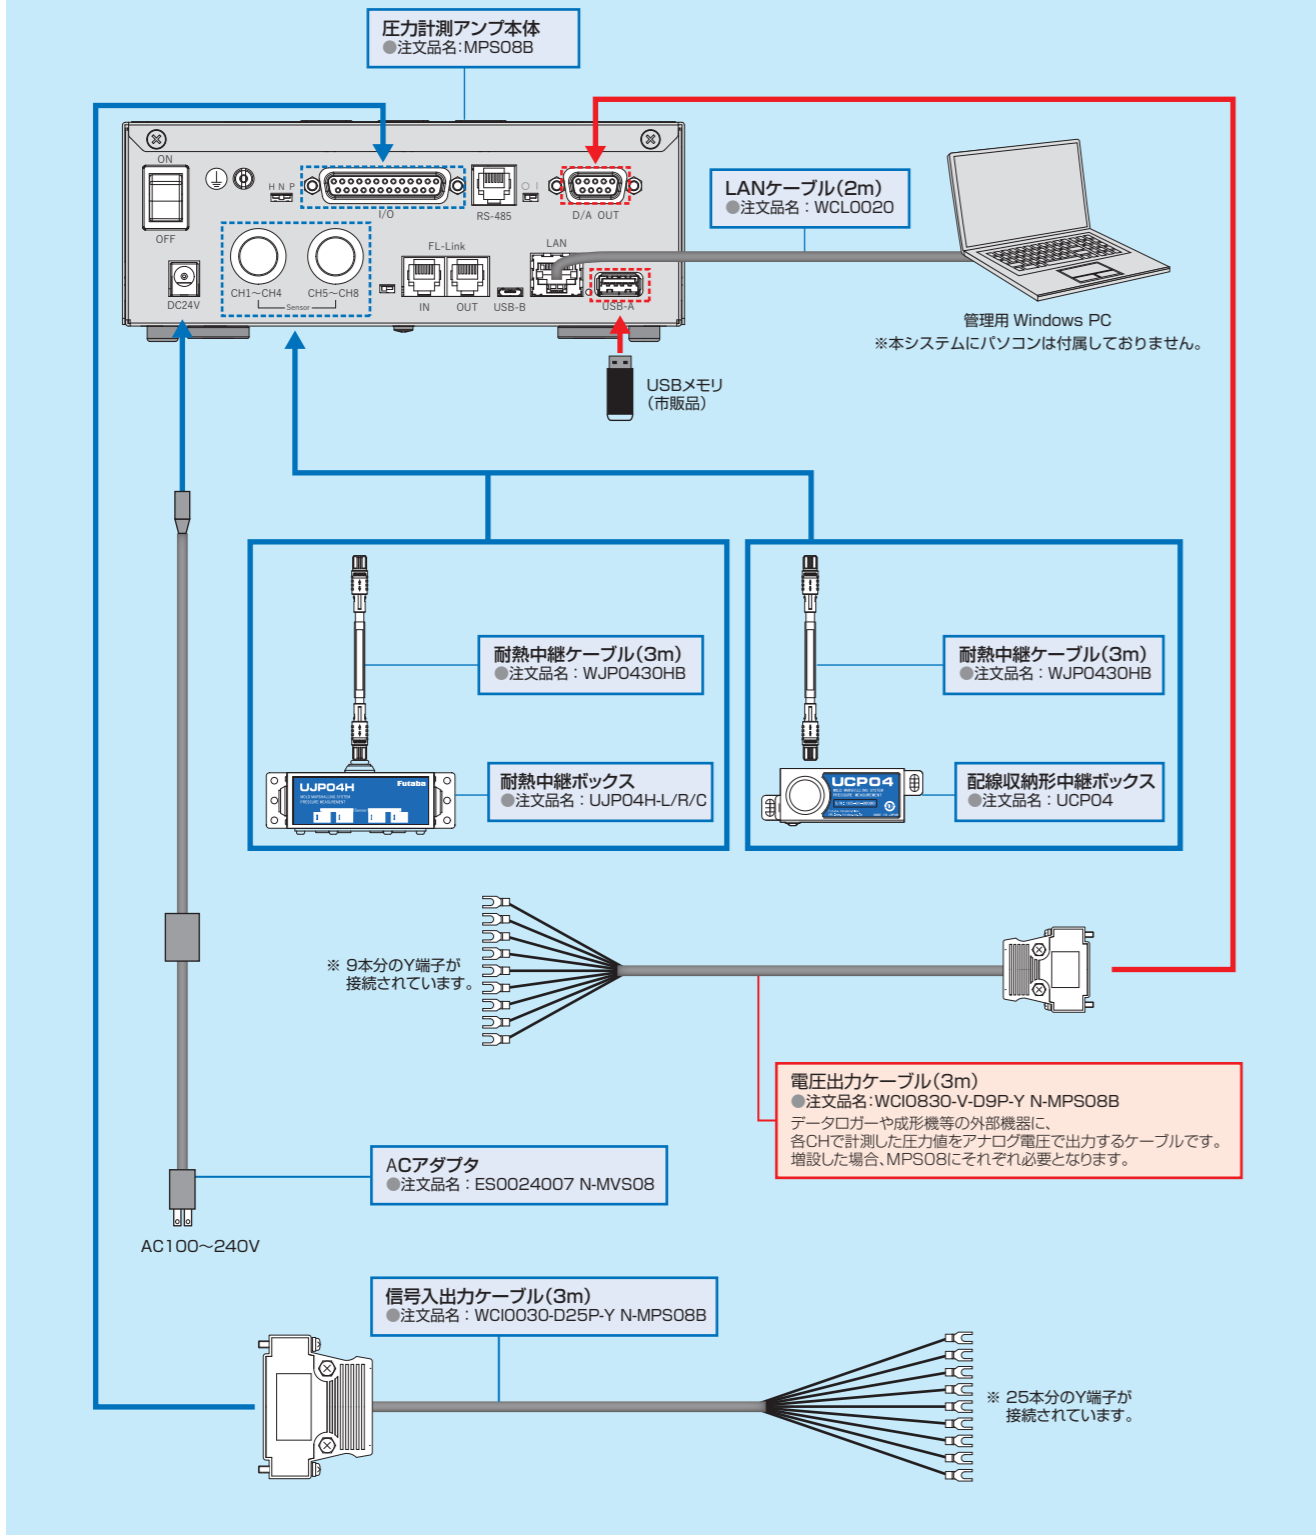 圧力計測アンプ本体
●注文品名:MPS08B
ON
OFF
H N P
I/O
RS-485
○ I
D/A OUT
LANケーブル(2m)
●注文品名：WCL0020
FL-Link
LAN
CH1～CH4
CH5～CH8
Sensor
DC24V
IN
OUT
USB-B
USB-A
管理用 Windows PC
※本システムにパソコンは付属しておりません。
USBメモリ
（市販品）
耐熱中継ケーブル(3m)
●注文品名：WJP0430HB
耐熱中継ケーブル(3m)
●注文品名：WJP0430HB
UJP04H
Futaba
MOLD MARSHALLING SYSTEM
PRESSURE MEASUREMENT
耐熱中継ボックス
●注文品名：UJP04H-L/R/C
UCP04
MOLD MARSHALLING SYSTEM
PRESSURE MEASUREMENT
配線収納形中継ボックス
●注文品名：UCP04
※ 9本分のY端子が
接続されています。
電圧出力ケーブル(3m)
●注文品名:WCI0830-V-D9P-Y N-MPS08B
データロガーや成形機等の外部機器に、
各CHで計測した圧力値をアナログ電圧で出力するケーブルです。
増設した場合、MPS08にそれぞれ必要となります。
ACアダプタ
●注文品名：ES0024007 N-MVS08
AC100～240V
信号入出力ケーブル(3m)
●注文品名：WCI0030-D25P-Y N-MPS08B
※ 25本分のY端子が
接続されています。